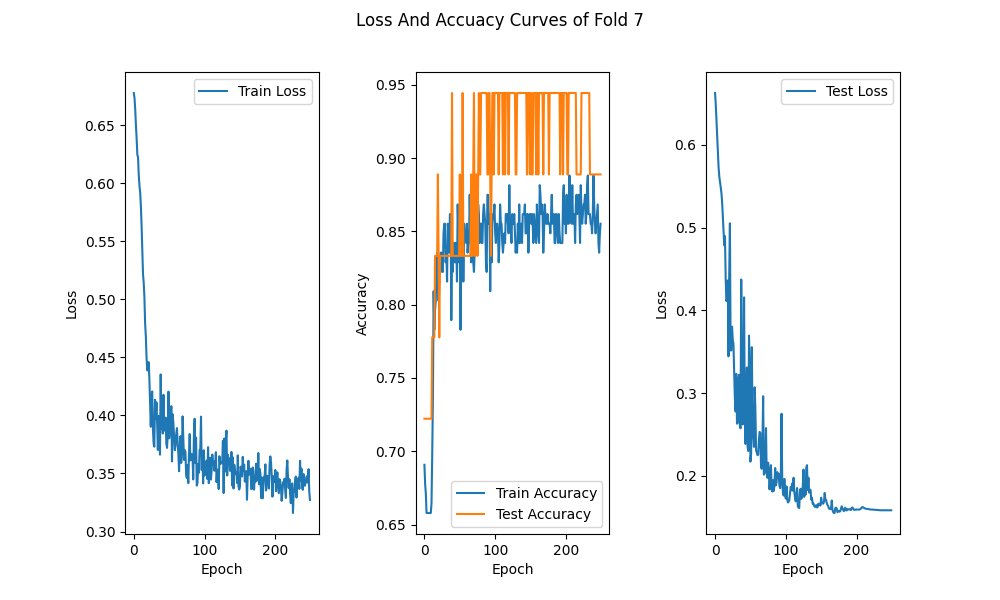 Loss And Accuacy Curves of Fold 7
Train Loss
0.65
0.60
0.55
0.50
0.45
0.40
0.35
0.30
Loss
0
100
200
Epoch
0.95
0.90
0.85
0.80
0.75
0.70
0.65
Accuracy
Train Accuracy
Test Accuracy
0
100
200
Epoch
Test Loss
0.6
0.5
0.4
0.3
0.2
Loss
0
100
200
Epoch